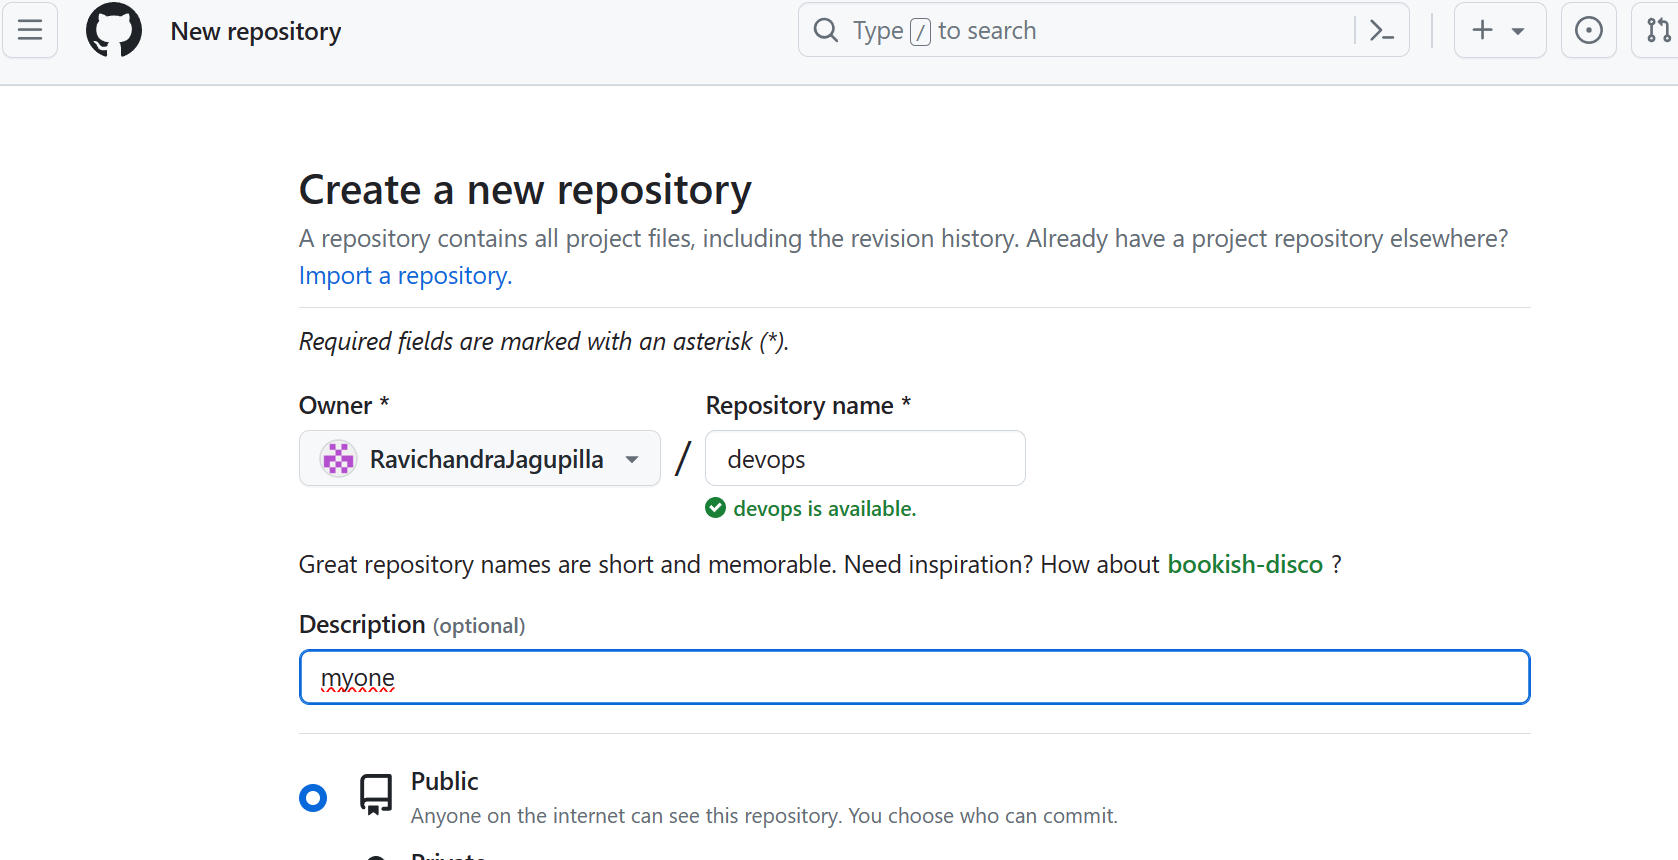 New repository
Type / to search
Create a new repository
A repository contains all project files, including the revision history. Already have a project repository elsewhere?
Import a repository.
Required fields are marked with an asterisk (*).
Owner *
Repository name *
RavichandraJagupilla
/
devops
devops is available.
Great repository names are short and memorable. Need inspiration? How about bookish-disco ?
Description (optional)
myone
Public
Anyone on the internet can see this repository. You choose who can commit.
Private